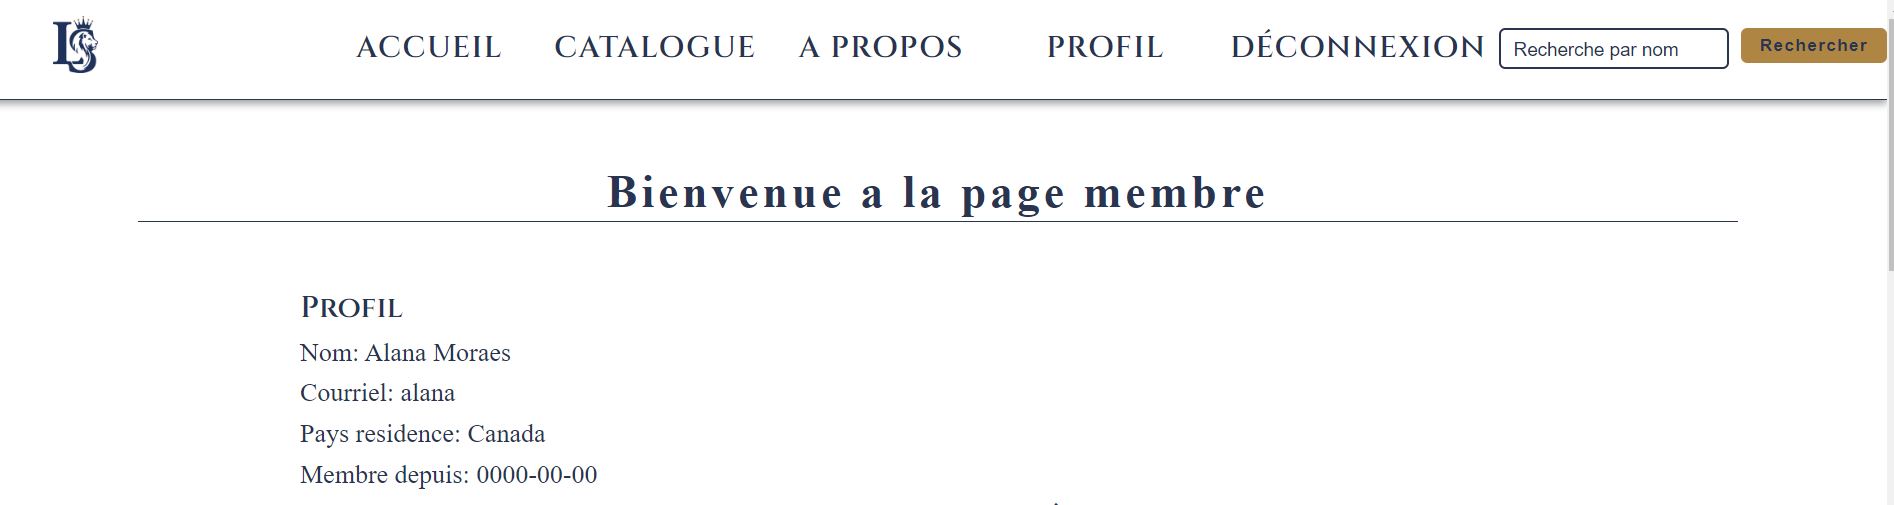 LS
ACCUEIL CATALOGUE A PROPOS PROFIL DÉCONNEXION Recherche par nom Rechercher
Bienvenue a la page membre
Profil
Nom: Alana Moraes
Courriel: alana
Pays residence: Canada
Membre depuis: 0000-00-00